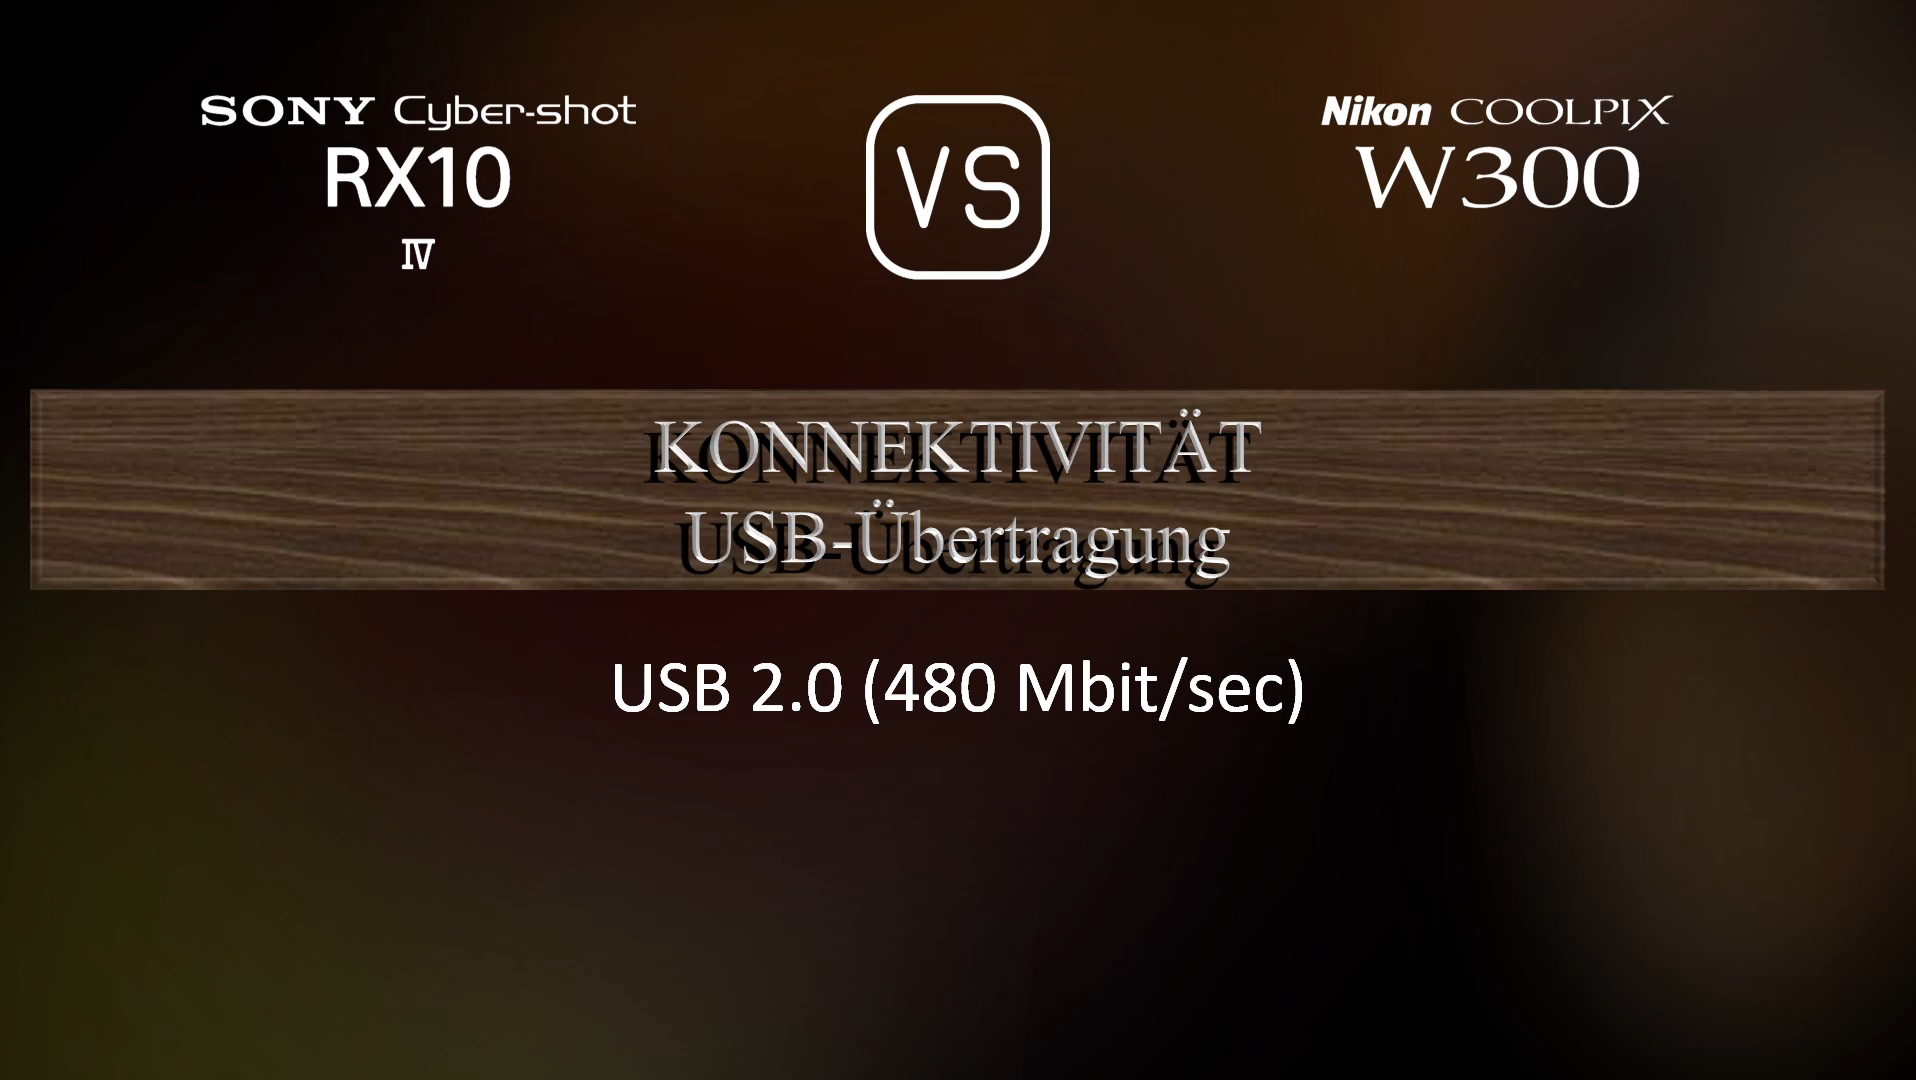 SONY Cyber-shot
RX10
IV
VS
Nikon COOLPIX
W300
KONNEKTIVITÄT
USB-Übertragung
USB 2.0 (480 Mbit/sec)